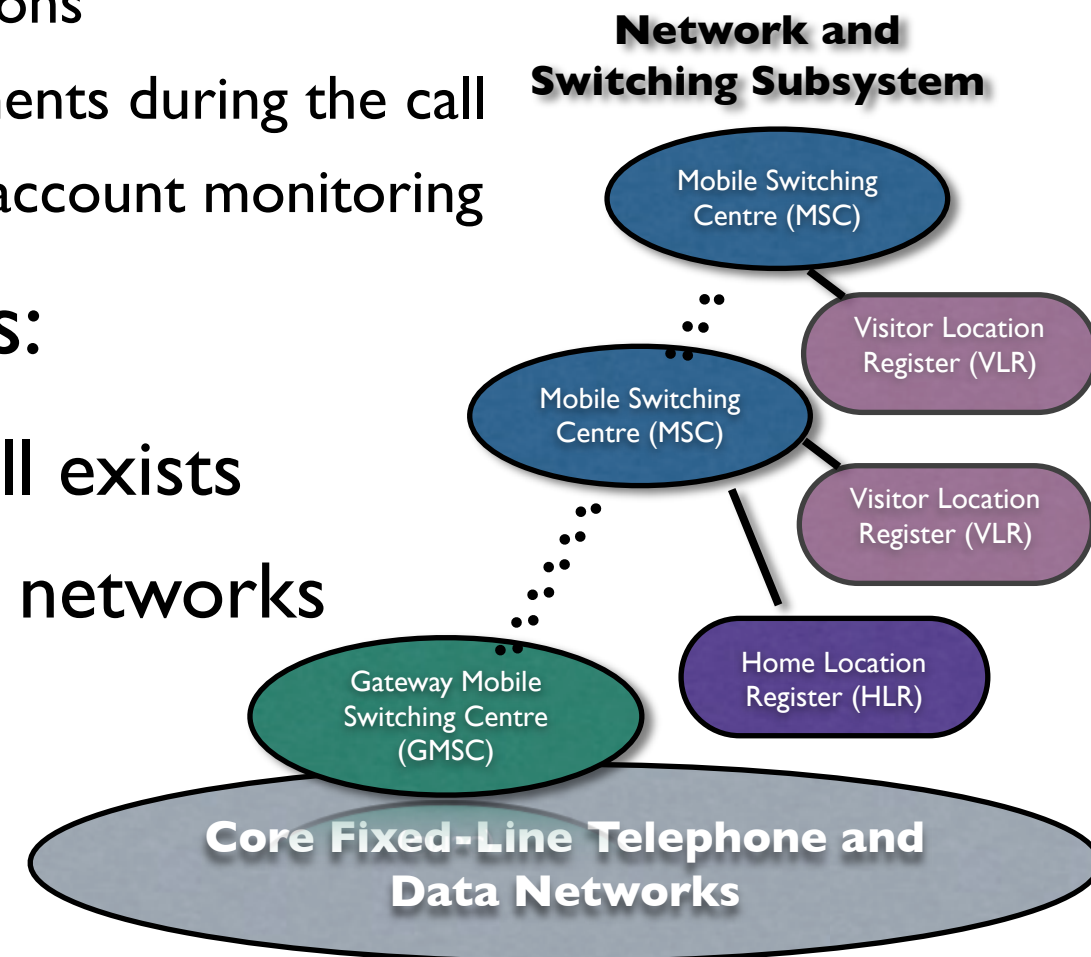 ons
ments during the call
account monitoring
s:
ll exists
networks
Network and
Switching Subsystem
Mobile Switching
Centre (MSC)
Visitor Location
Register (VLR)
Mobile Switching
Centre (MSC)
Visitor Location
Register (VLR)
Home Location
Register (HLR)
Gateway Mobile
Switching Centre
(GMSC)
Core Fixed-Line Telephone and
Data Networks